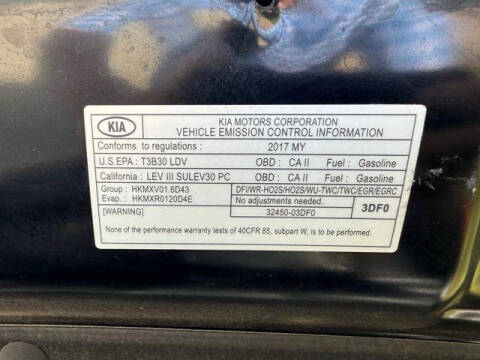 KIA
KIA MOTORS CORPORATION
VEHICLE EMISSION CONTROL INFORMATION
Conforms to regulations : 2017 MY
U.S.EPA : T3B30 LDV OBD : CA II Fuel : Gasoline
California : LEV III SULEV30 PC OBD : CA II Fuel : Gasoline
Group : HKMXV01.6D43 DFI/WR-HO2S/HO2S/WU-TWC/TWC/EGR/EGRC
Evap. : HKMXR0120D4E No adjustments needed. 3DF0
[WARNING] 32450-03DF0
None of the performance warranty tests of 40CFR 85, subpart W, is to be performed.